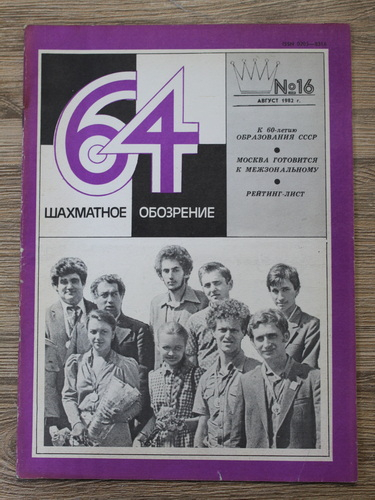 64
№16
АВГУСТ 1982 г.
К 60-летию
ОБРАЗОВАНИЯ СССР
МОСКВА ГОТОВИТСЯ
К МЕЖЗОНАЛЬНОМУ
РЕЙТИНГ-ЛИСТ
ШАХМАТНОЕ ОБОЗРЕНИЕ